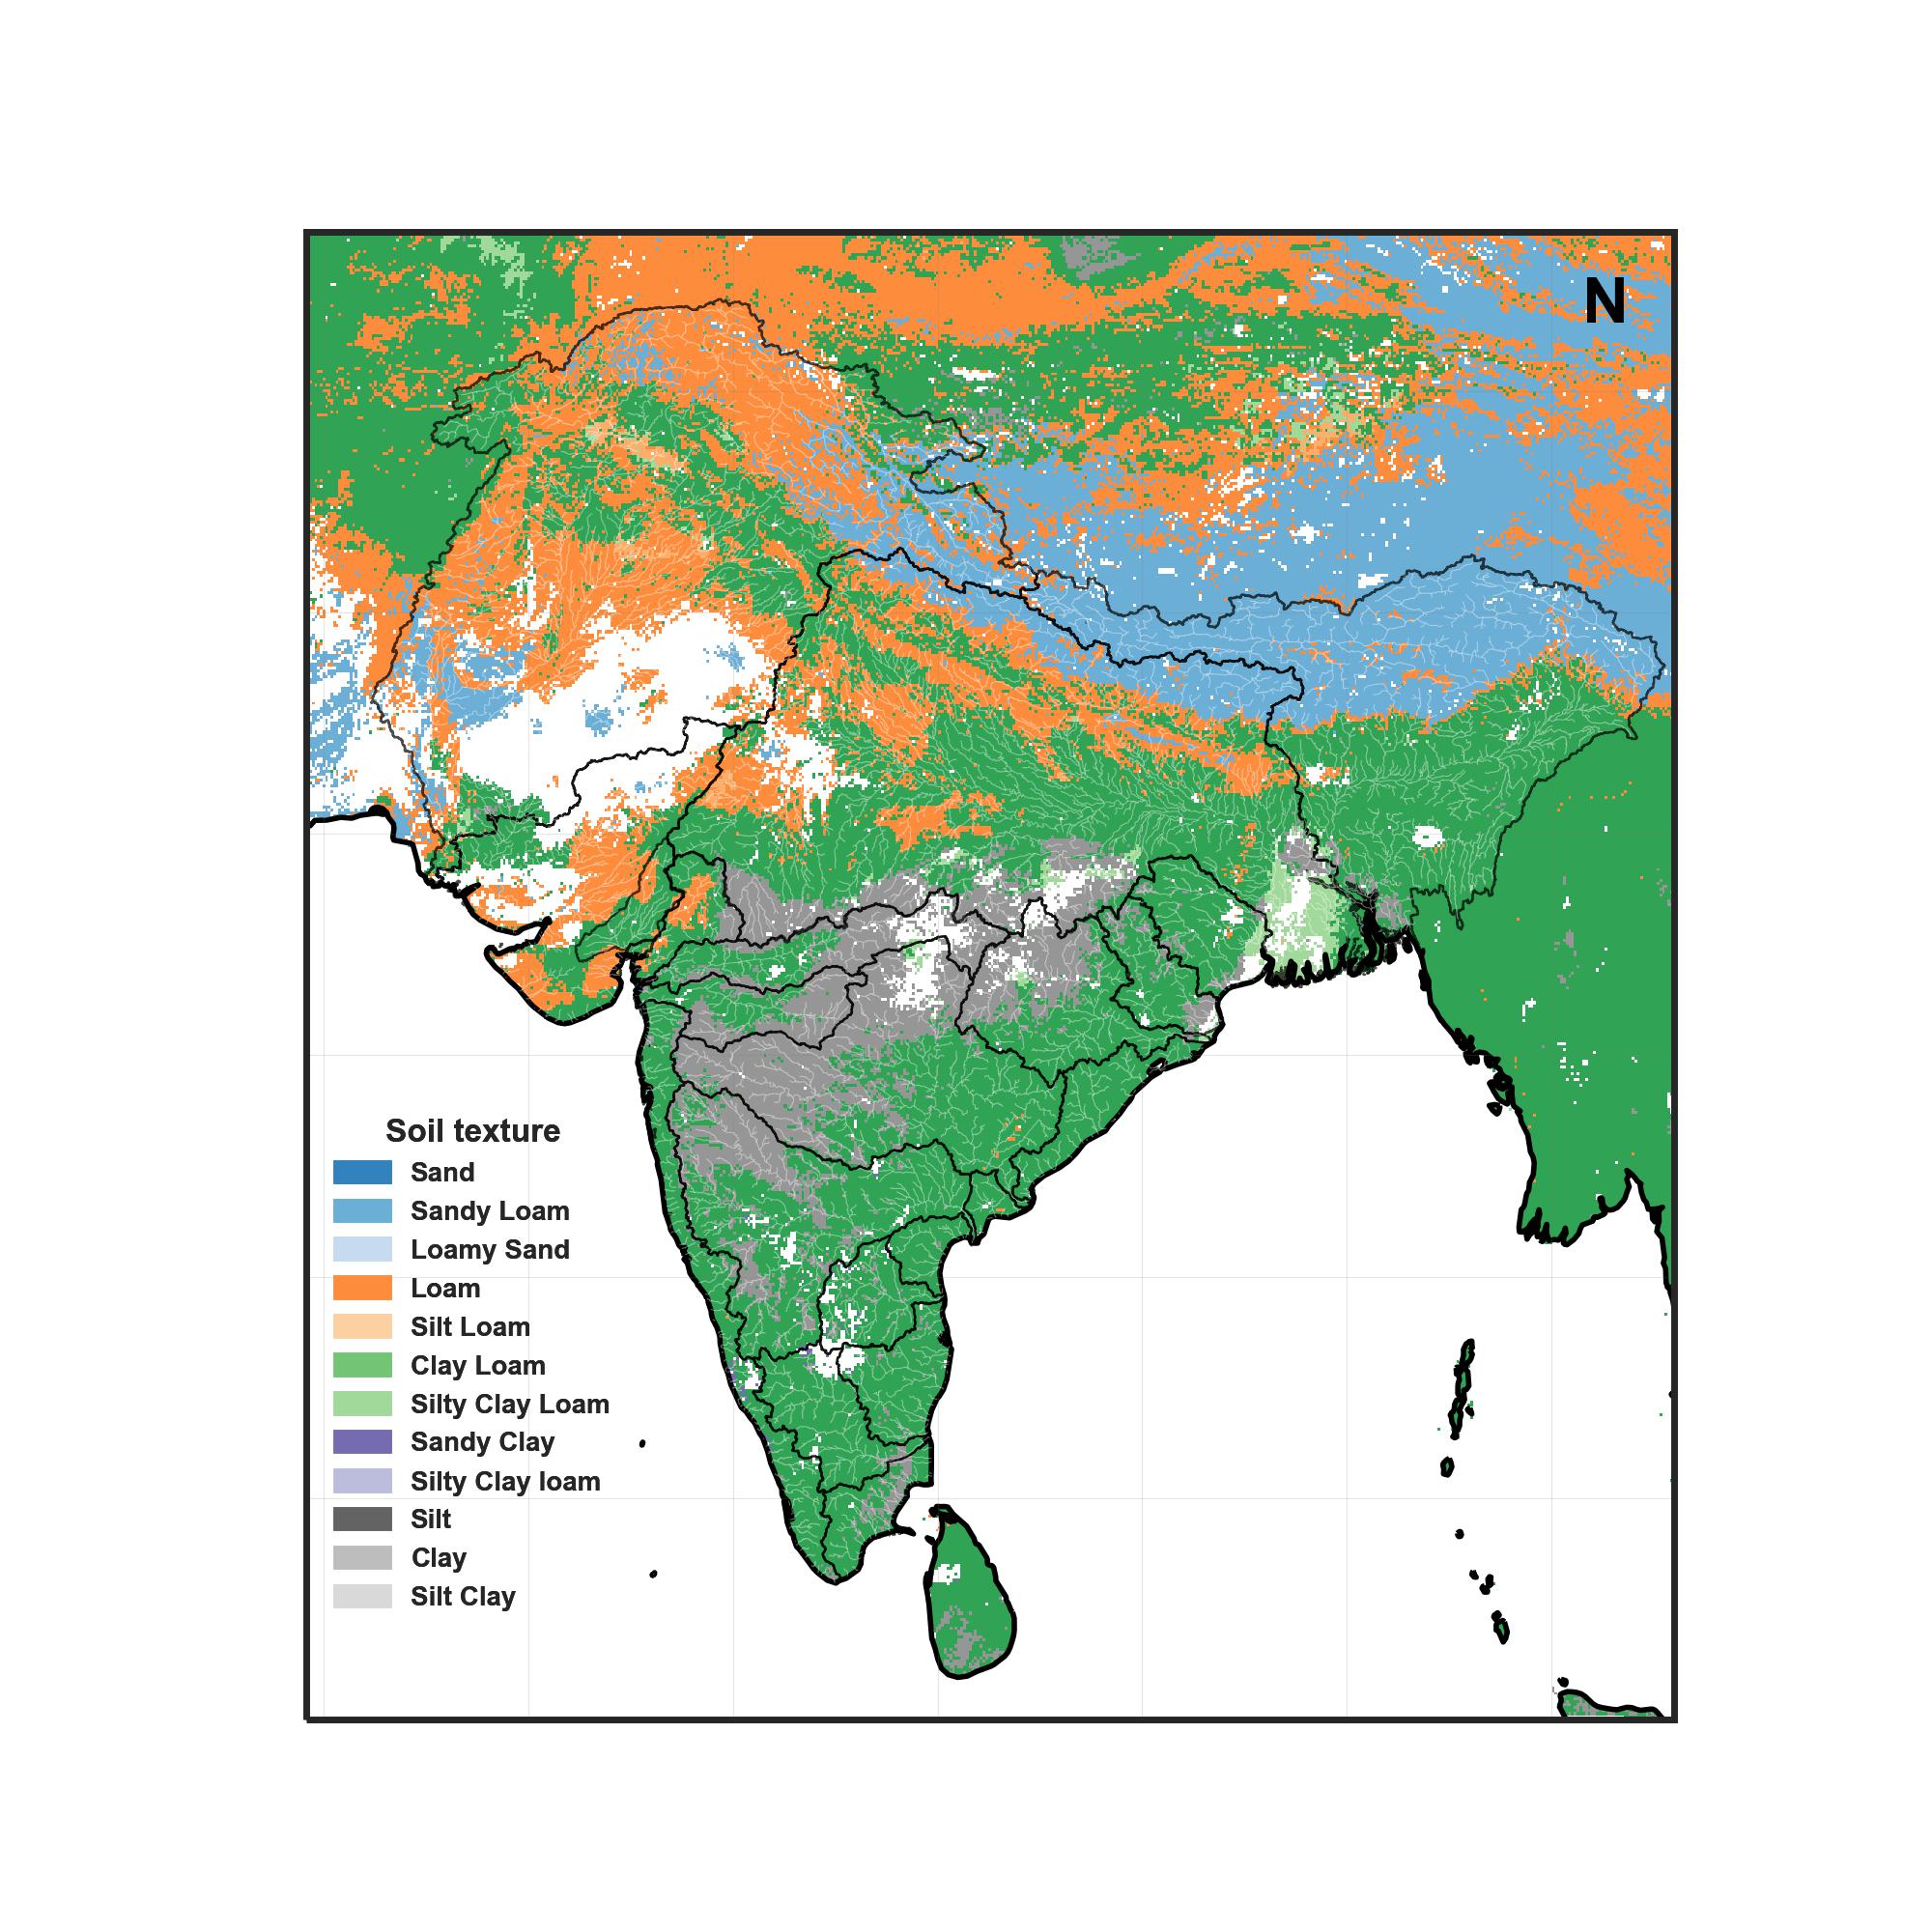 N
Soil texture
Sand
Sandy Loam
Loamy Sand
Loam
Silt Loam
Clay Loam
Silty Clay Loam
Sandy Clay
Silty Clay loam
Silt
Clay
Silt Clay